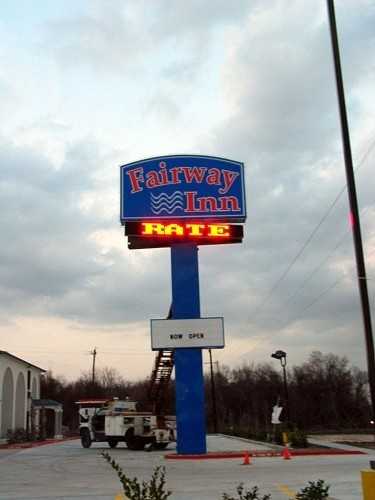 Fairway
Inn
RATE
NOW OPEN